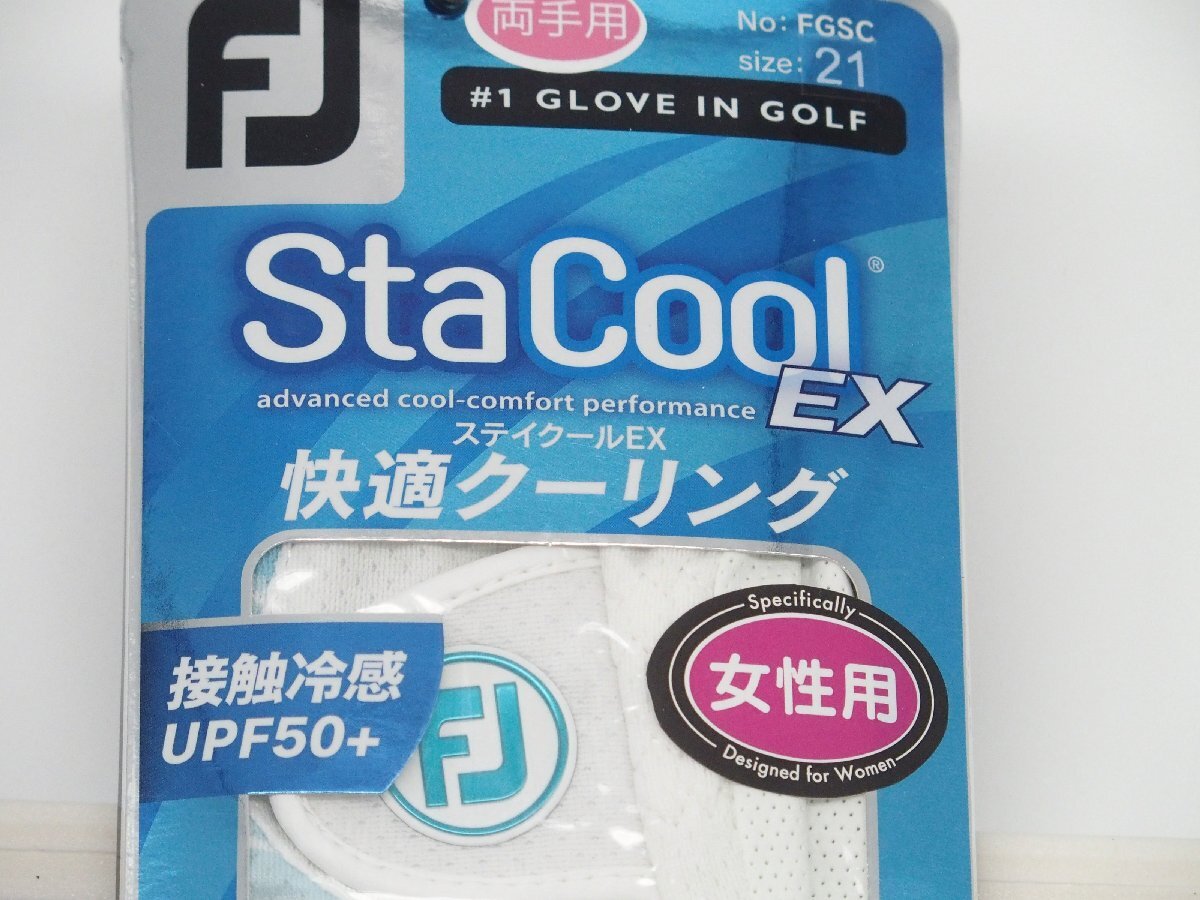 FJ
両手用
No: FGSC
size: 21
#1 GLOVE IN GOLF
StaCool®
EX
advanced cool-comfort performance
ステイクールEX
快適クーリング
接触冷感
UPF50+
FJ
Specifically
女性用
Designed for Women